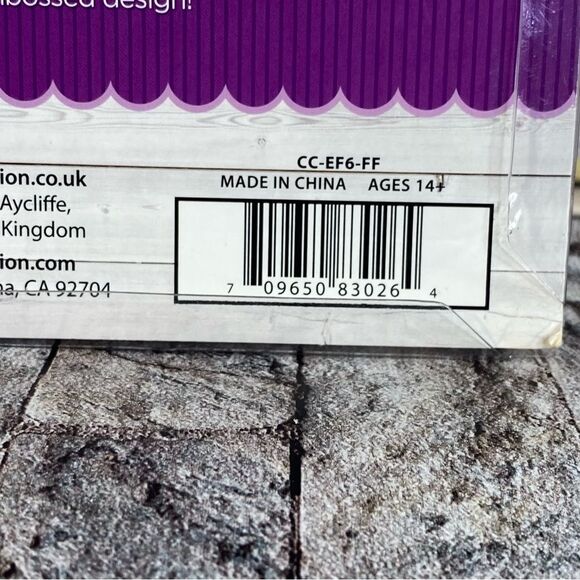 design!
CC-EF6-FF
MADE IN CHINA AGES 14+
ion.co.uk
Aycliffe,
Kingdom
ion.com
CA 92704
7 09650 83026 4